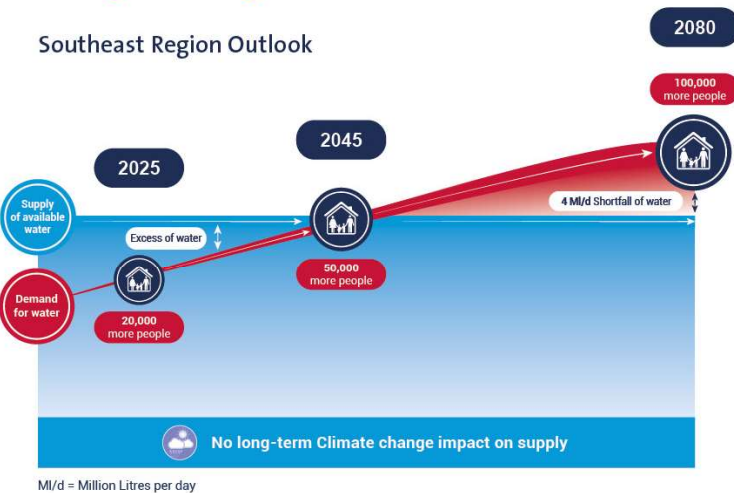 Southeast Region Outlook
2080
100,000
more people
2045
2025
Supply
of available
water
4 Ml/d Shortfall of water
Excess of water
50,000
more people
Demand
for water
20,000
more people
No long-term Climate change impact on supply
Ml/d = Million Litres per day